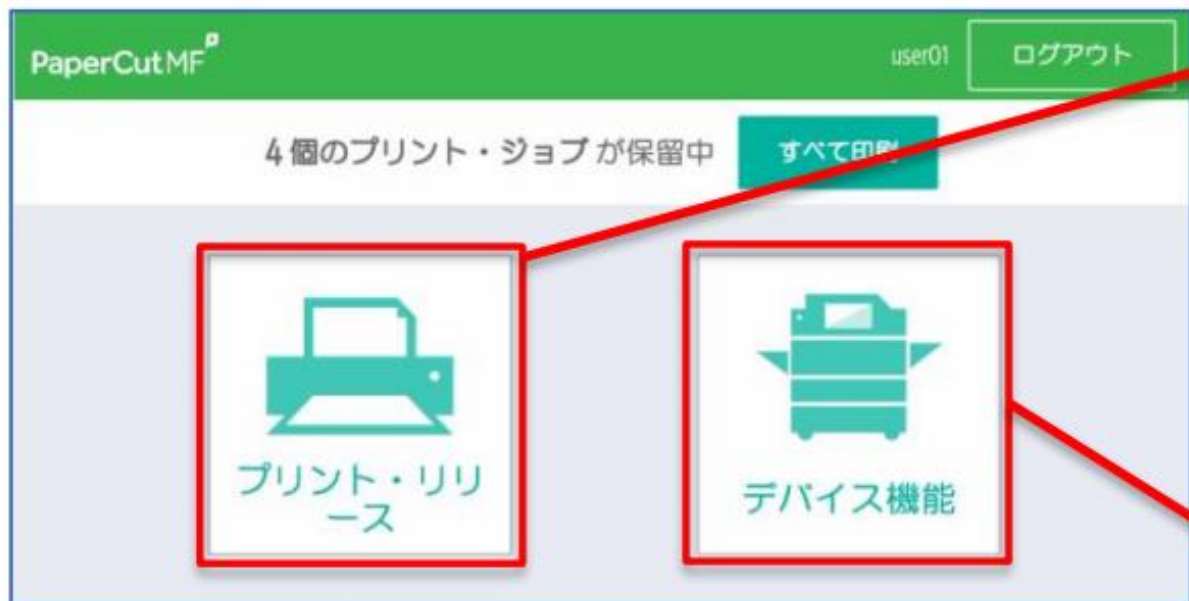 PaperCutMF
user01
ログアウト
4個のプリント・ジョブ が保留中
すべて印刷
プリント・リリ
ース
デバイス機能